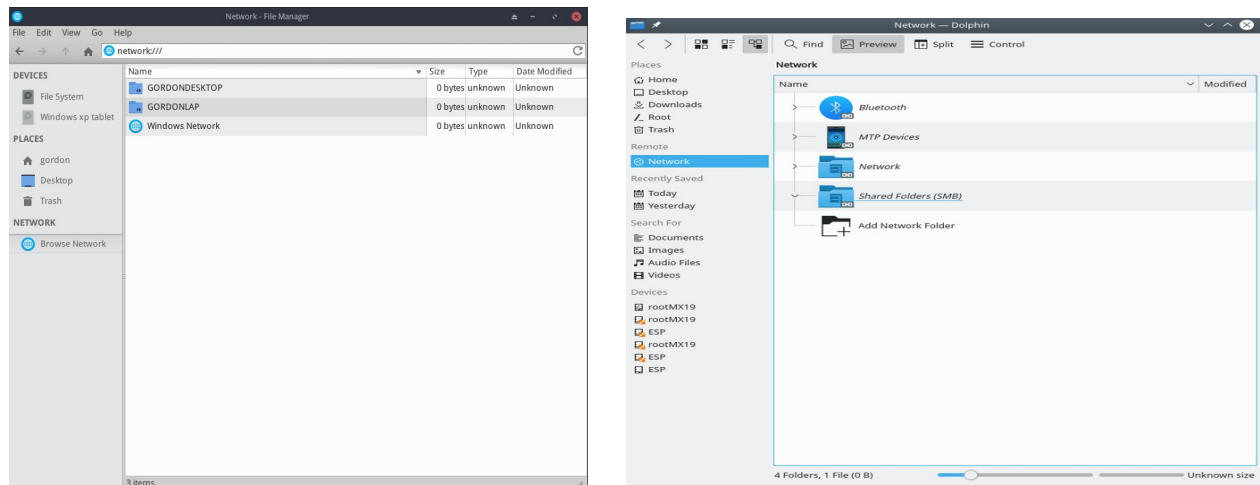 Network - File Manager
File Edit View Go Help
network:///
DEVICES
File System
Windows xp tablet
PLACES
gordon
Desktop
Trash
NETWORK
Browse Network
Name Size Type Date Modified
GORDONDESKTOP 0 bytes unknown Unknown
GORDONLAP 0 bytes unknown Unknown
Windows Network 0 bytes unknown Unknown
3 items
Network — Dolphin
Find Preview Split Control
Places
Home
Desktop
Downloads
Root
Trash
Remote
Network
Recently Saved
Today
Yesterday
Search For
Documents
Images
Audio Files
Videos
Devices
rootMX19
rootMX19
ESP
rootMX19
ESP
ESP
Network
Name Modified
Bluetooth
MTP Devices
Network
Shared Folders (SMB)
Add Network Folder
4 Folders, 1 File (0 B) Unknown size